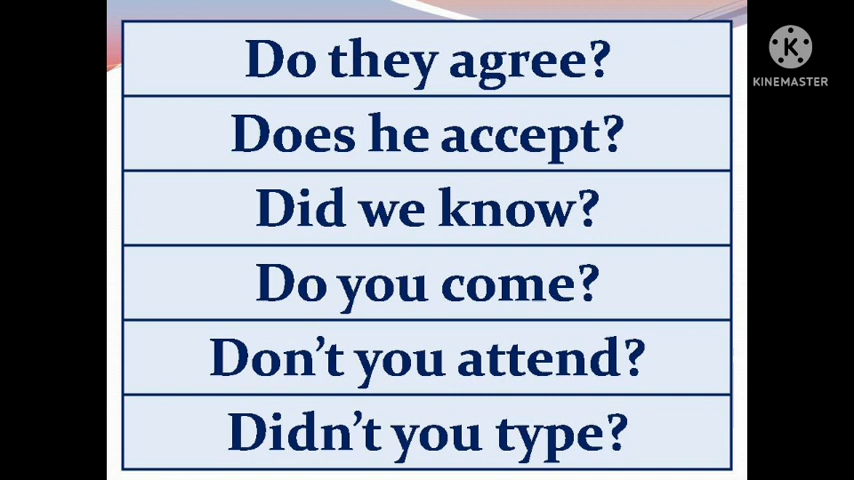 Do they agree?
Does he accept?
Did we know?
Do you come?
Don't you attend?
Didn't you type?
K
KINEMASTER